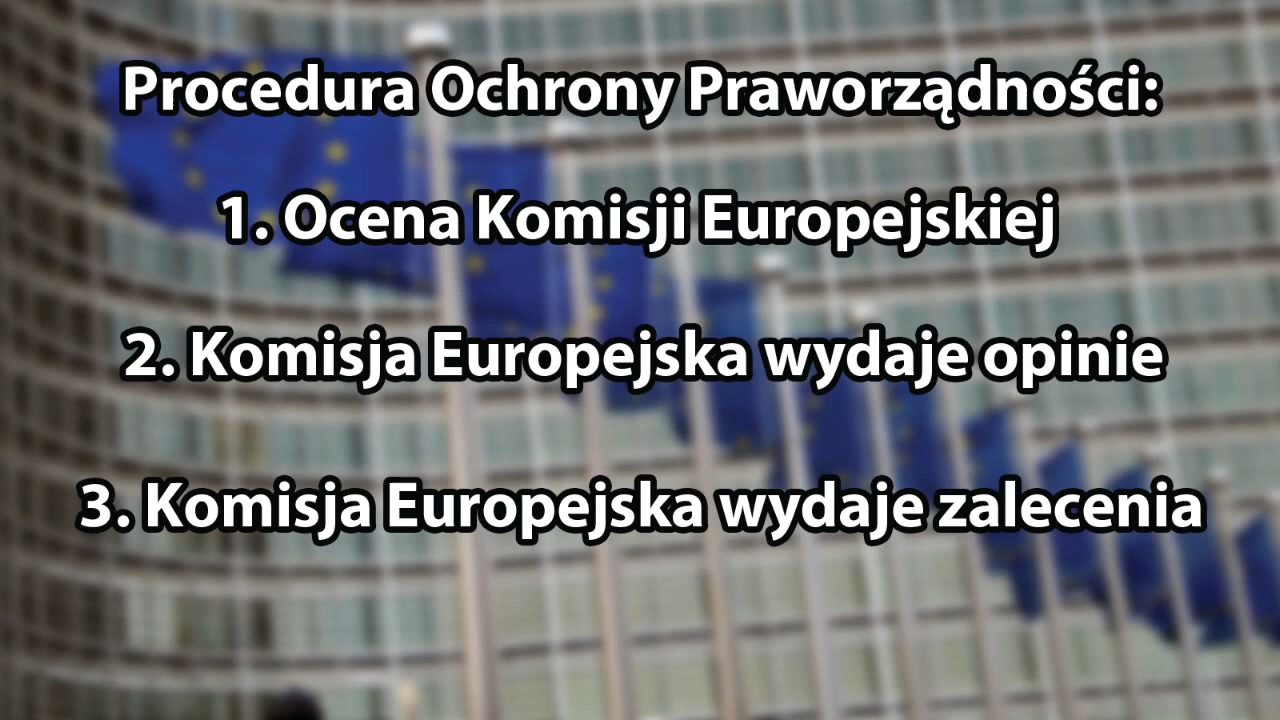 Procedura Ochrony Praworządności:
1. Ocena Komisji Europejskiej
2. Komisja Europejska wydaje opinie
3. Komisja Europejska wydaje zalecenia